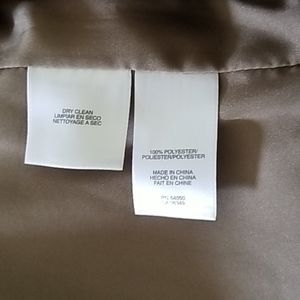 DRY CLEAN
LIMPIAR EN SECO
NETTOYAGE A SEC
100% POLYESTER/
POLIESTER/POLYESTER
MADE IN CHINA
HECHO EN CHINA
FAIT EN CHINE